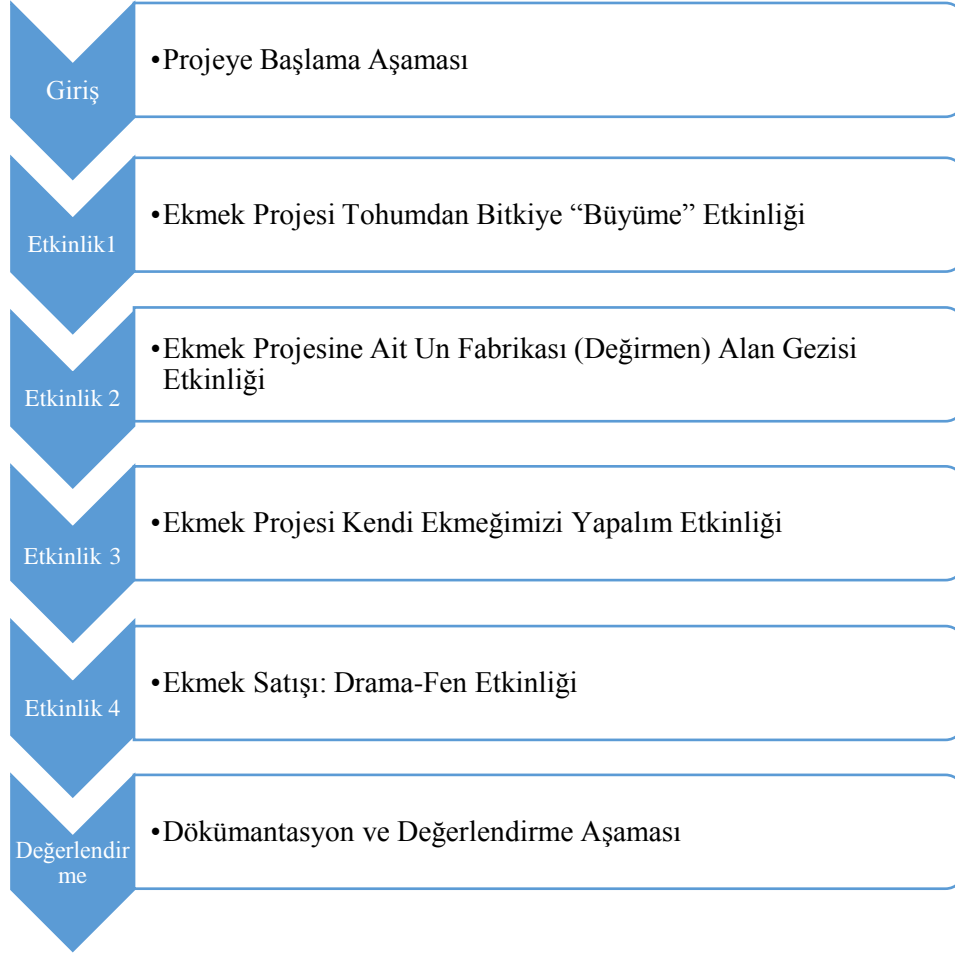 Giriş
•Projeye Başlama Aşaması
Etkinlik1
•Ekmek Projesi Tohumdan Bitkiye “Büyüme” Etkinliği
Etkinlik 2
•Ekmek Projesine Ait Un Fabrikası (Değirmen) Alan Gezisi
Etkinliği
Etkinlik 3
•Ekmek Projesi Kendi Ekmeğimizi Yapalım Etkinliği
Etkinlik 4
•Ekmek Satışı: Drama-Fen Etkinliği
Değerlendir
me
•Dökümantasyon ve Değerlendirme Aşaması